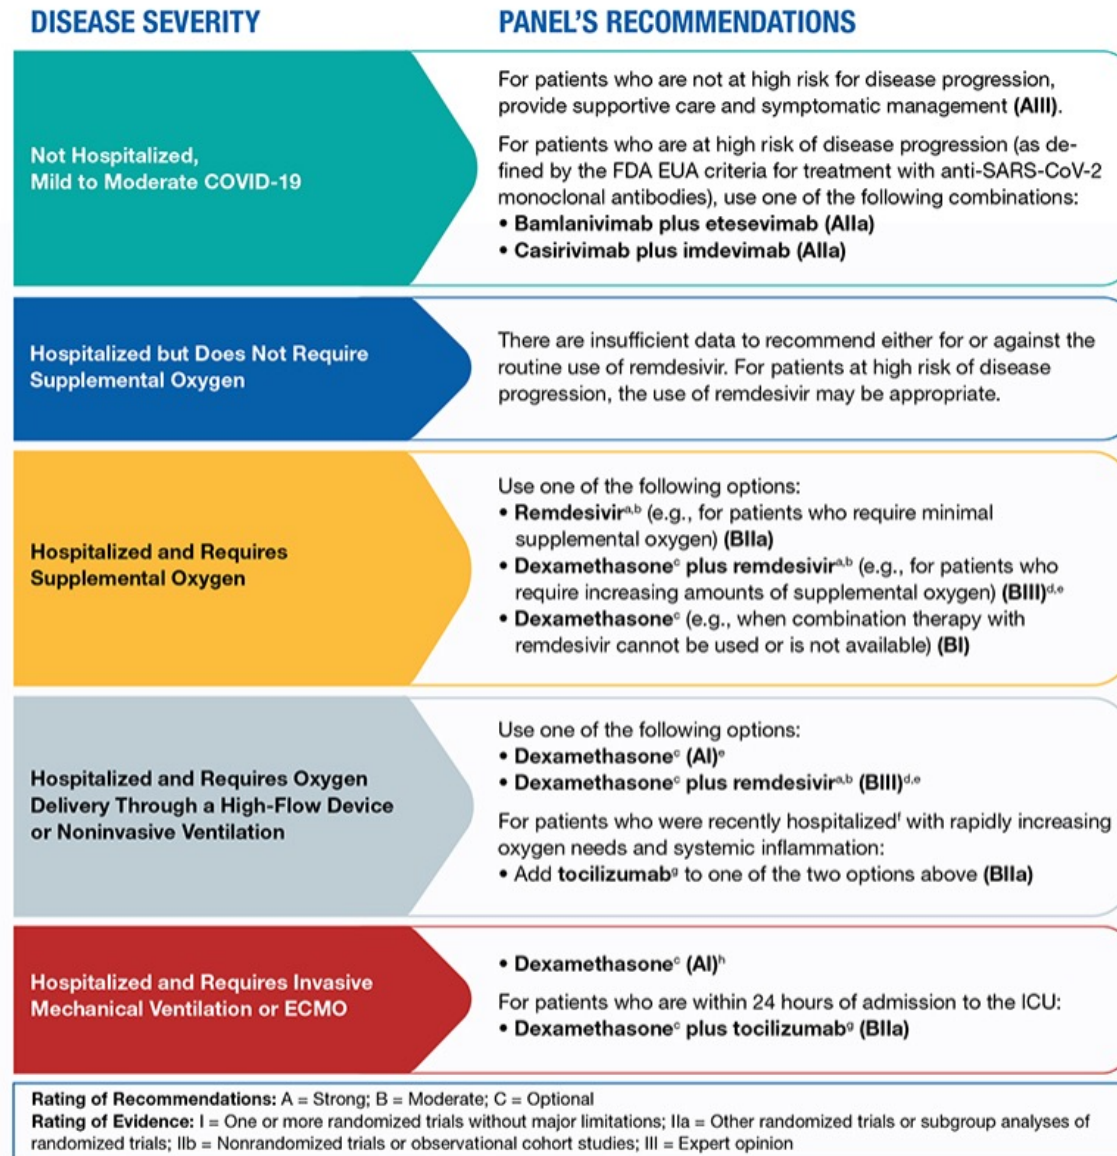 DISEASE SEVERITY
PANEL'S RECOMMENDATIONS
Not Hospitalized,
Mild to Moderate COVID-19
For patients who are not at high risk for disease progression,
provide supportive care and symptomatic management (AIII).
For patients who are at high risk of disease progression (as de-
fined by the FDA EUA criteria for treatment with anti-SARS-CoV-2
monoclonal antibodies), use one of the following combinations:
• Bamlanivimab plus etesevimab (AIIa)
• Casirivimab plus imdevimab (AIIa)
Hospitalized but Does Not Require
Supplemental Oxygen
There are insufficient data to recommend either for or against the
routine use of remdesivir. For patients at high risk of disease
progression, the use of remdesivir may be appropriate.
Hospitalized and Requires
Supplemental Oxygen
Use one of the following options:
• Remdesivirᵃ,ᵇ (e.g., for patients who require minimal
supplemental oxygen) (BIIa)
• Dexamethasoneᶜ plus remdesivirᵃ,ᵇ (e.g., for patients who
require increasing amounts of supplemental oxygen) (BIII)ᵈ,ᵉ
• Dexamethasoneᶜ (e.g., when combination therapy with
remdesivir cannot be used or is not available) (BI)
Hospitalized and Requires Oxygen
Delivery Through a High-Flow Device
or Noninvasive Ventilation
Use one of the following options:
• Dexamethasoneᶜ (AI)ᵉ
• Dexamethasoneᶜ plus remdesivirᵃ,ᵇ (BIII)ᵈ,ᵉ
For patients who were recently hospitalizedᶠ with rapidly increasing
oxygen needs and systemic inflammation:
• Add tocilizumabᵍ to one of the two options above (BIIa)
Hospitalized and Requires Invasive
Mechanical Ventilation or ECMO
• Dexamethasoneᶜ (AI)ʰ
For patients who are within 24 hours of admission to the ICU:
• Dexamethasoneᶜ plus tocilizumabᵍ (BIIa)
Rating of Recommendations: A = Strong; B = Moderate; C = Optional
Rating of Evidence: I = One or more randomized trials without major limitations; IIa = Other randomized trials or subgroup analyses of
randomized trials; IIb = Nonrandomized trials or observational cohort studies; III = Expert opinion